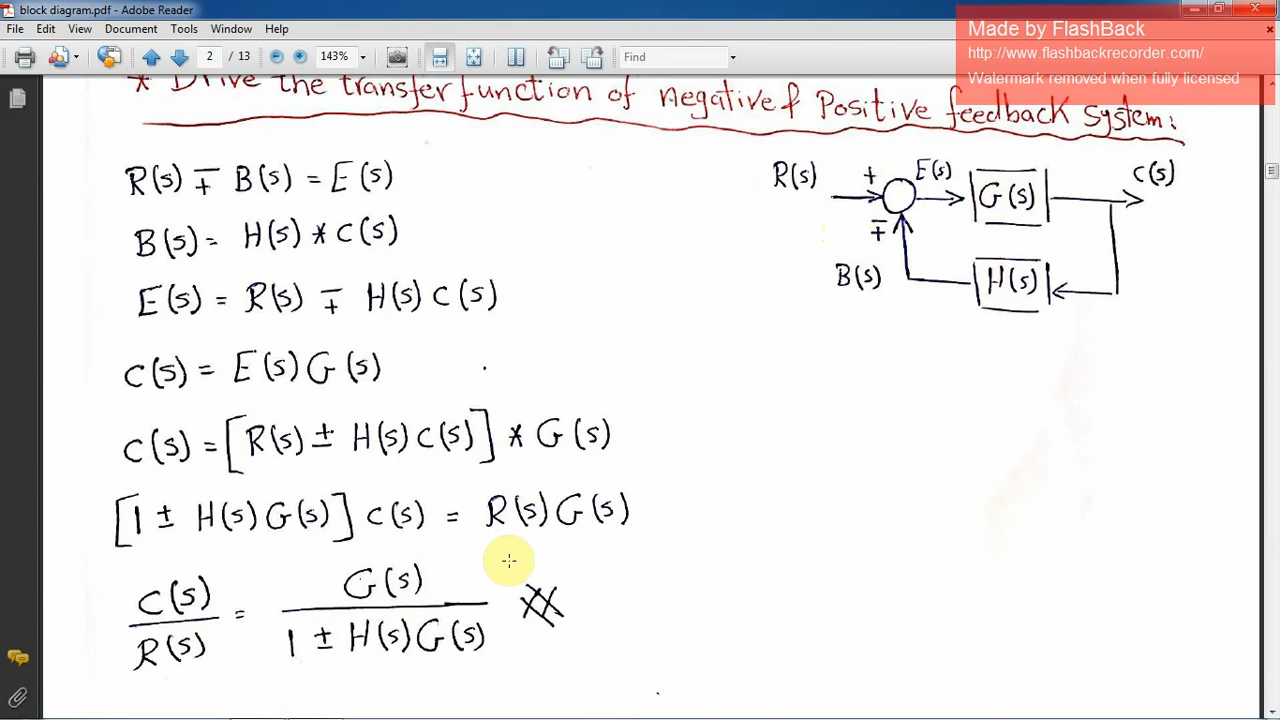 block diagram.pdf - Adobe Reader
File Edit View Document Tools Window Help
2 / 13 143% Find
Made by FlashBack
http://www.flashbackrecorder.com/
Watermark removed when fully licensed
* Drive the transfer function of negative & Positive feedback system:
R(s) ∓ B(s) = E(s)
B(s) = H(s) * C(s)
E(s) = R(s) ∓ H(s) C(s)
C(s) = E(s) G(s)
C(s) = [R(s) ± H(s) C(s)] * G(s)
[1 ± H(s) G(s)] C(s) = R(s) G(s)
C(s)/R(s) = G(s)/1 ± H(s) G(s) #
R(s) + E(s) G(s) C(s)
∓
B(s) H(s)